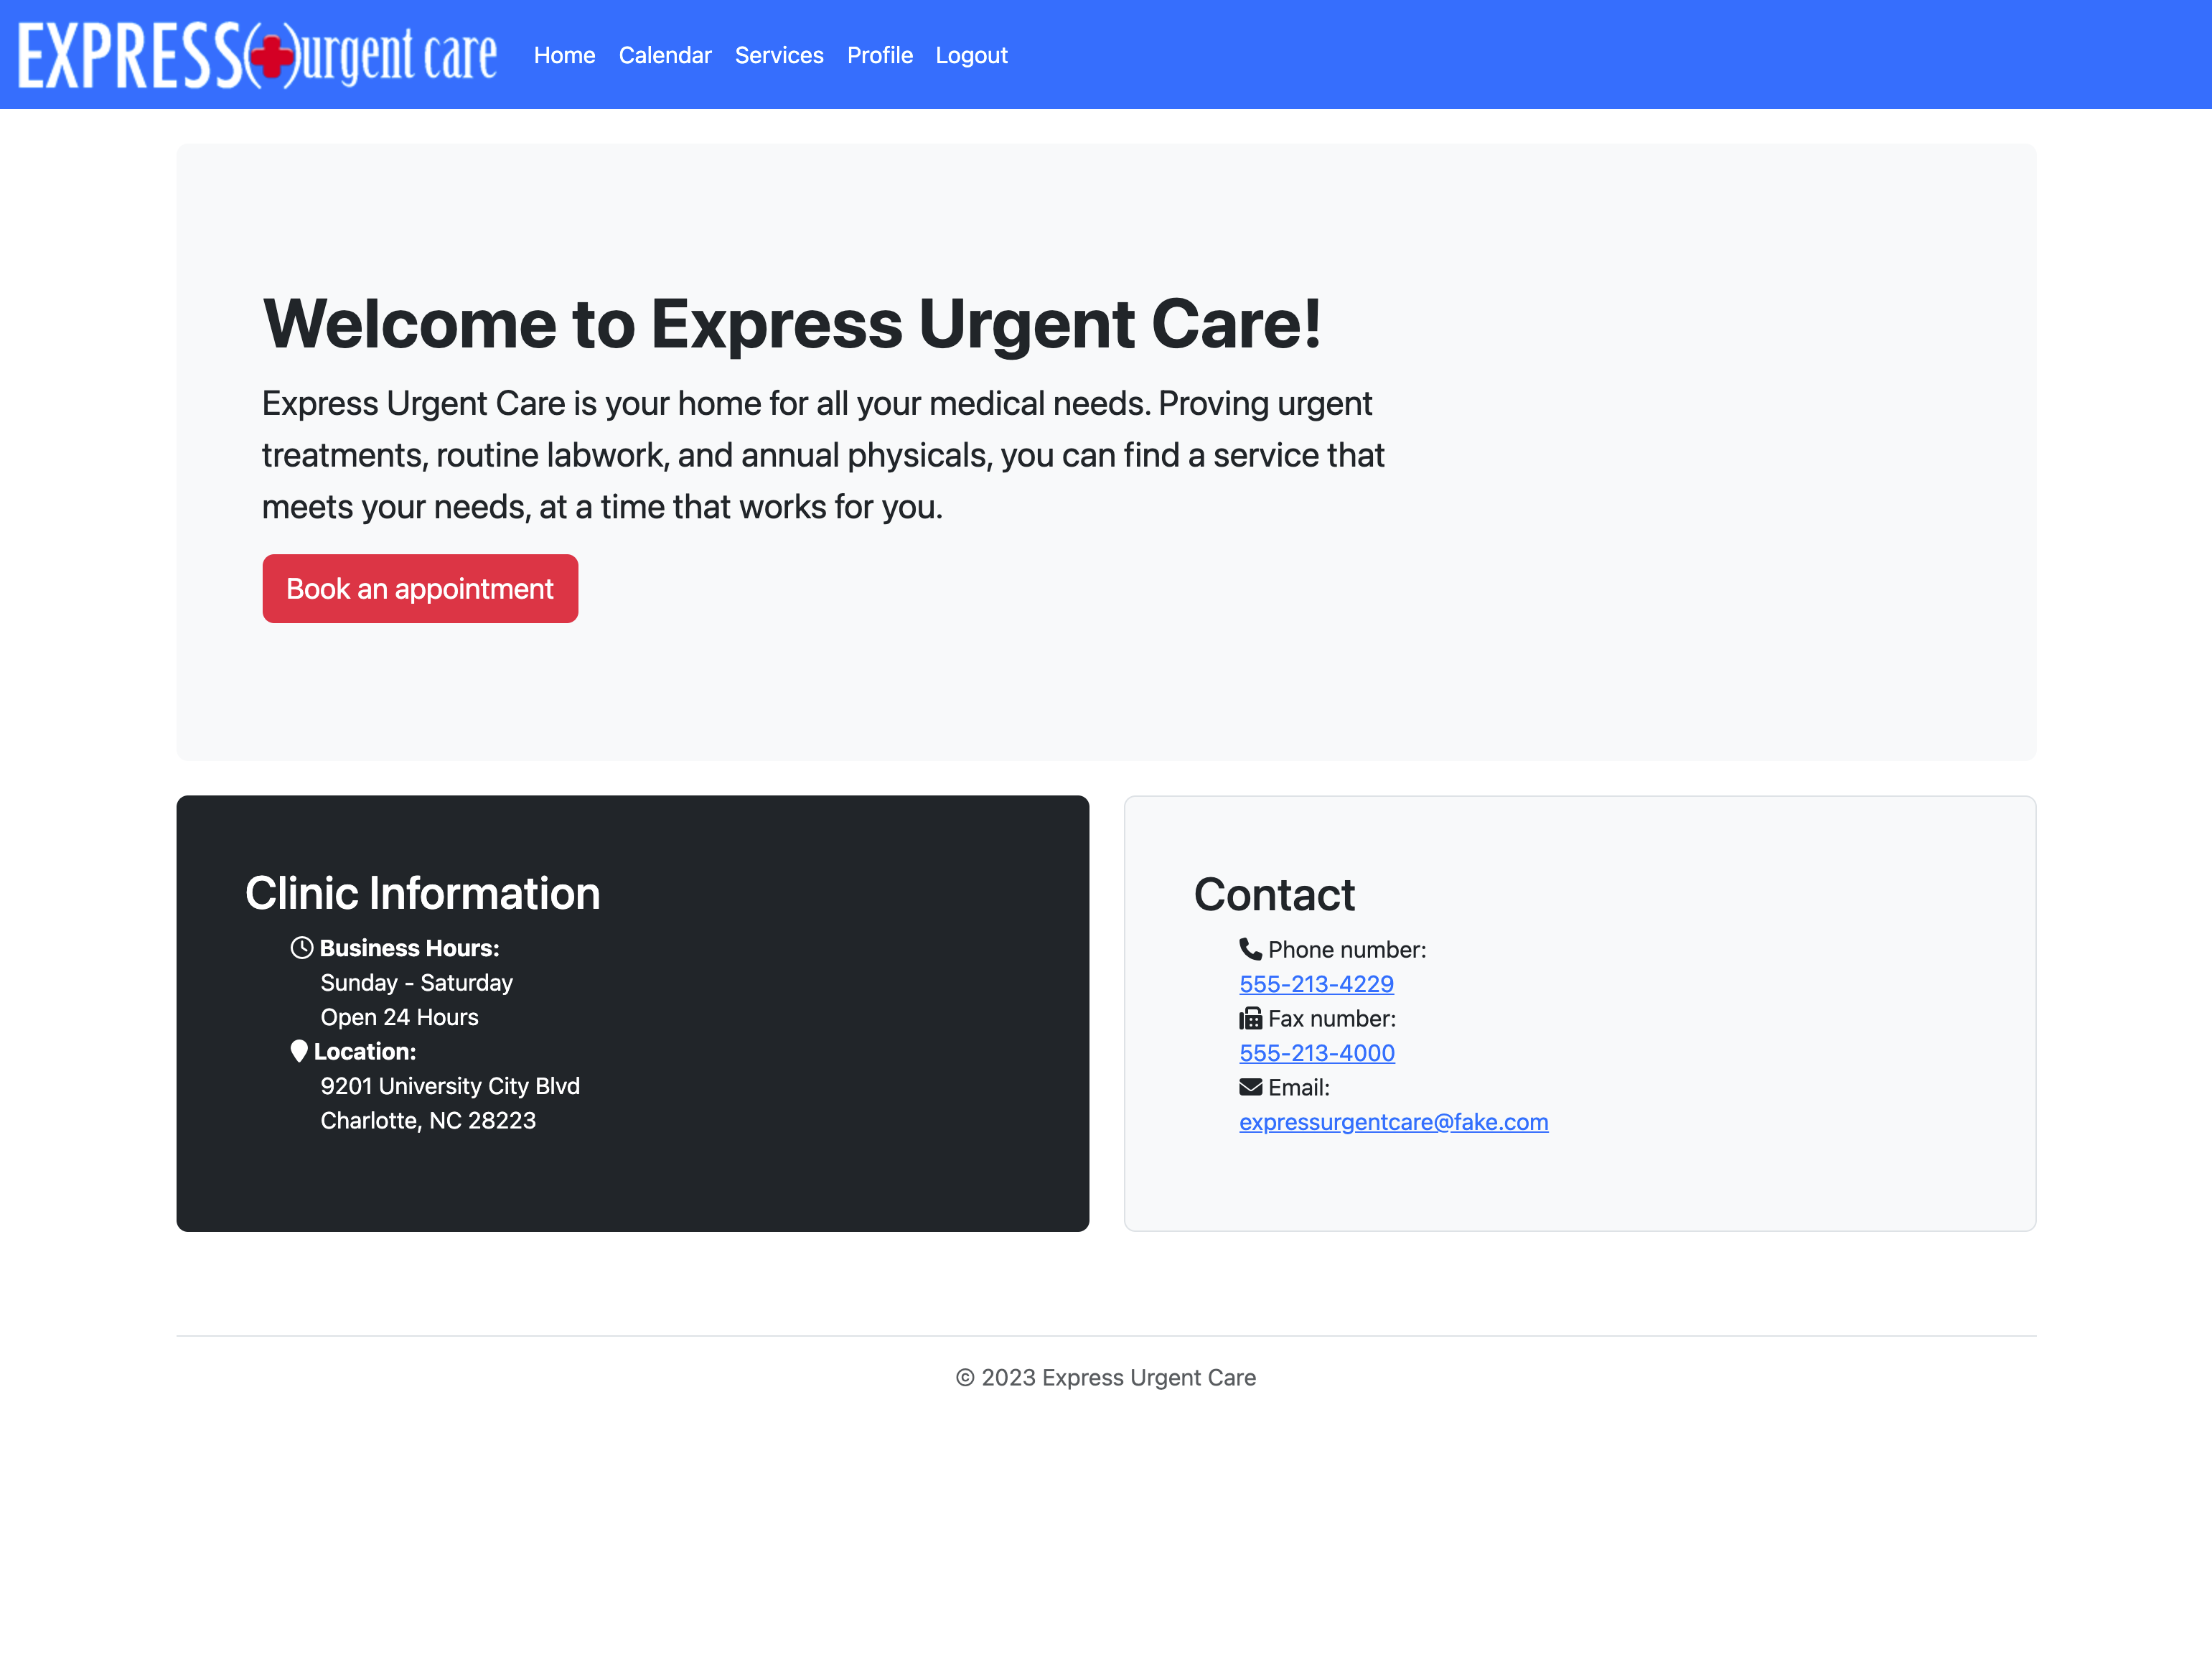 EXPRESS urgent care
Home Calendar Services Profile Logout
Welcome to Express Urgent Care!
Express Urgent Care is your home for all your medical needs. Proving urgent
treatments, routine labwork, and annual physicals, you can find a service that
meets your needs, at a time that works for you.
Book an appointment
Clinic Information
Business Hours:
Sunday - Saturday
Open 24 Hours
Location:
9201 University City Blvd
Charlotte, NC 28223
Contact
Phone number:
555-213-4229
Fax number:
555-213-4000
Email:
expressurgentcare@fake.com
© 2023 Express Urgent Care